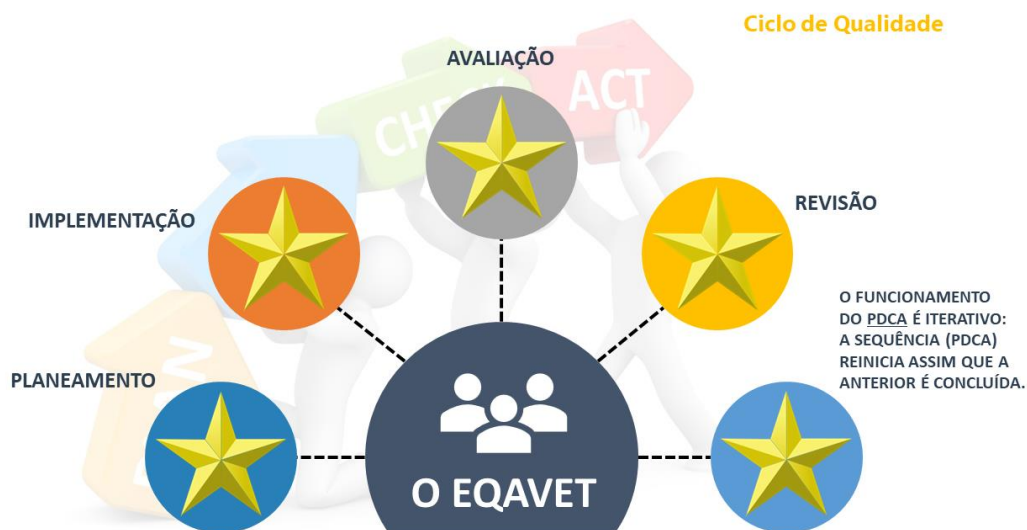 Ciclo de Qualidade
AVALIAÇÃO
CHECK
ACT
IMPLEMENTAÇÃO
REVISÃO
O FUNCIONAMENTO
DO PDCA É ITERATIVO:
A SEQUÊNCIA (PDCA)
REINICIA ASSIM QUE A
ANTERIOR É CONCLUÍDA.
PLANEAMENTO
O EQAVET